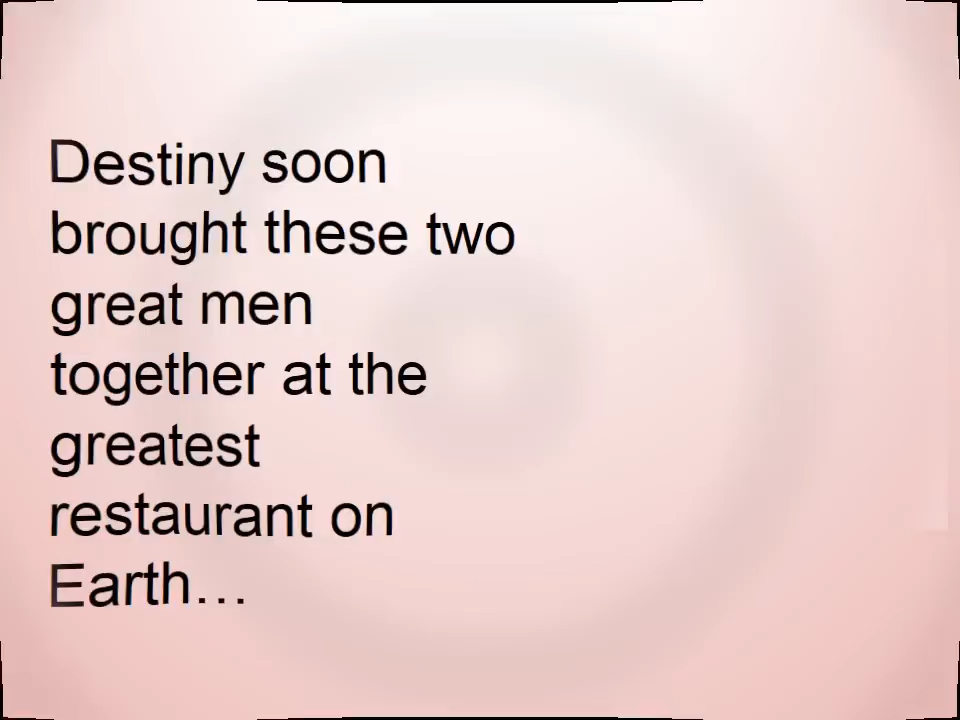 Destiny soon
brought these two
great men
together at the
greatest
restaurant on
Earth…